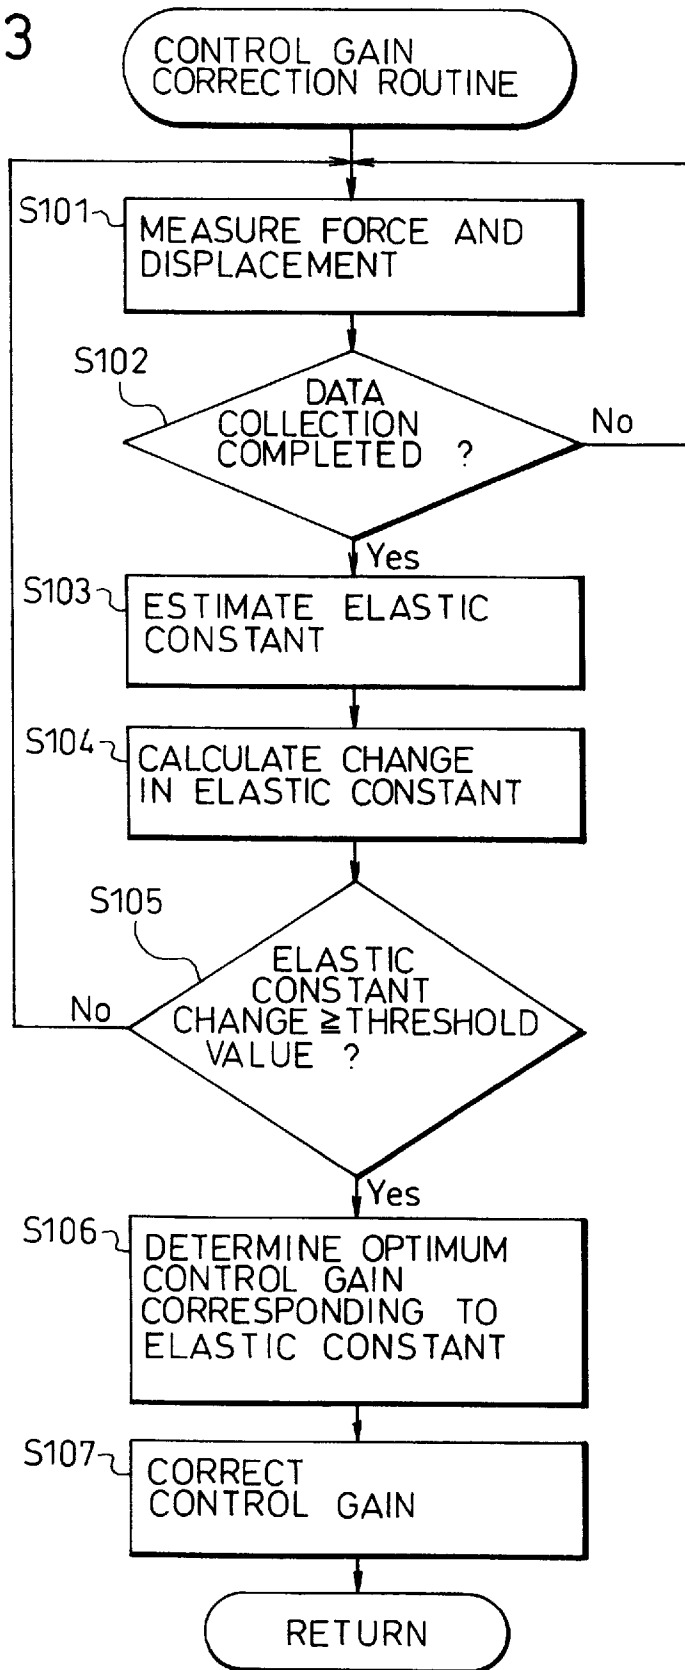 3
CONTROL GAIN
CORRECTION ROUTINE
S101
MEASURE FORCE AND
DISPLACEMENT
S102
DATA
COLLECTION
COMPLETED ?
No
Yes
S103
ESTIMATE ELASTIC
CONSTANT
S104
CALCULATE CHANGE
IN ELASTIC CONSTANT
S105
ELASTIC
CONSTANT
CHANGE ≧ THRESHOLD
VALUE ?
No
Yes
S106
DETERMINE OPTIMUM
CONTROL GAIN
CORRESPONDING TO
ELASTIC CONSTANT
S107
CORRECT
CONTROL GAIN
RETURN